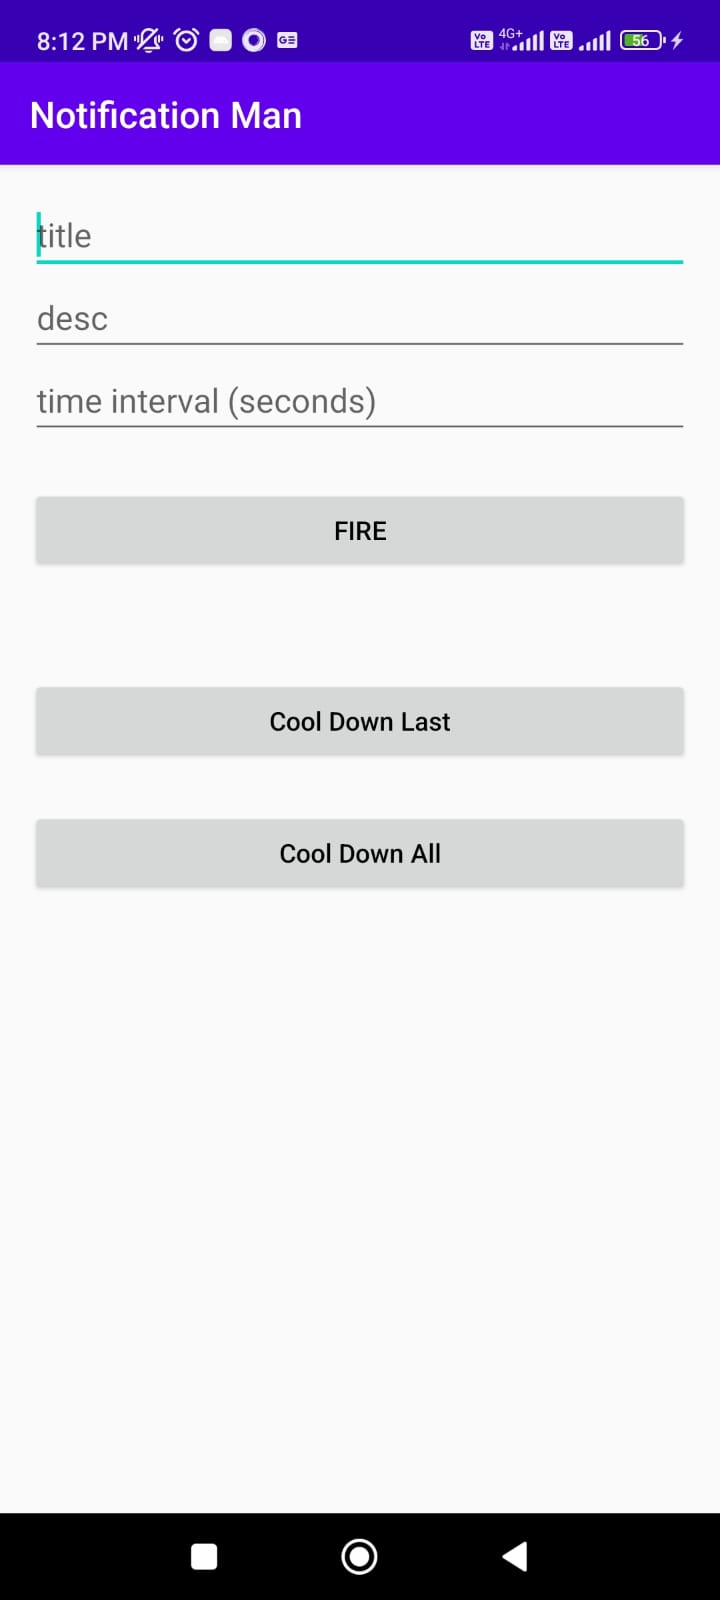 8:12 PM GE Vo LTE 4G+ Vo LTE 56
Notification Man
title
desc
time interval (seconds)
FIRE
Cool Down Last
Cool Down All